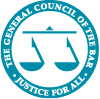 THE GENERAL COUNCIL OF THE BAR
• JUSTICE FOR ALL •